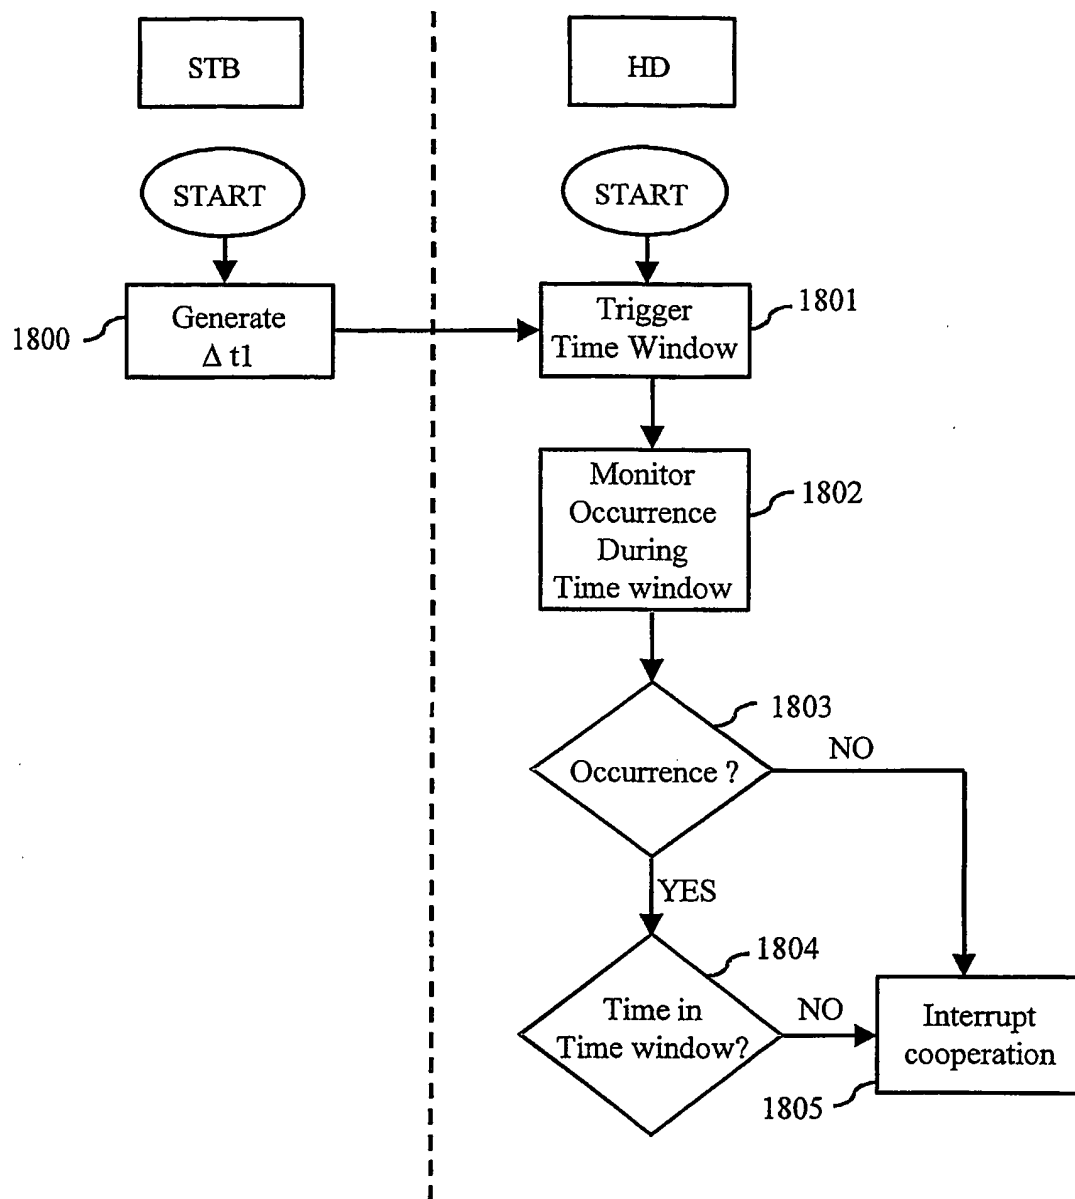 STB
HD
START
START
1800
Generate
Δ t1
Trigger
Time Window
1801
Monitor
Occurrence
During
Time window
1802
1803
Occurrence ?
NO
YES
1804
Time in
Time window?
NO
Interrupt
cooperation
1805